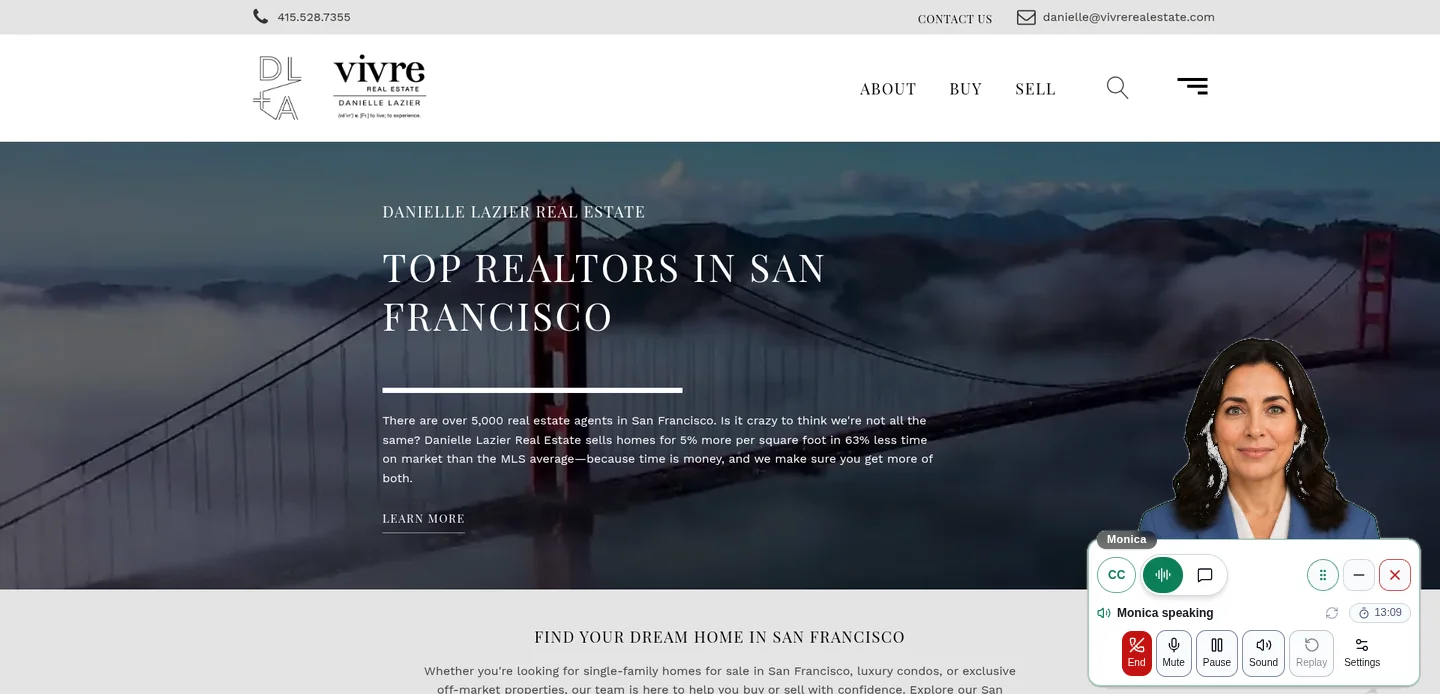 415.528.7355
CONTACT US
danielle@vivrerealestate.com
DL
+A
vivre
REAL ESTATE
DANIELLE LAZIER
ABOUT
BUY
SELL
DANIELLE LAZIER REAL ESTATE
TOP REALTORS IN SAN
FRANCISCO
There are over 5,000 real estate agents in San Francisco. Is it crazy to think we're not all the
same? Danielle Lazier Real Estate sells homes for 5% more per square foot in 63% less time
on market than the MLS average—because time is money, and we make sure you get more of
both.
LEARN MORE
Monica
CC
Monica speaking
13:09
End
Mute
Pause
Sound
Replay
Settings
FIND YOUR DREAM HOME IN SAN FRANCISCO
Whether you're looking for single-family homes for sale in San Francisco, luxury condos, or exclusive
off-market properties, our team is here to help you buy or sell with confidence. Explore our San